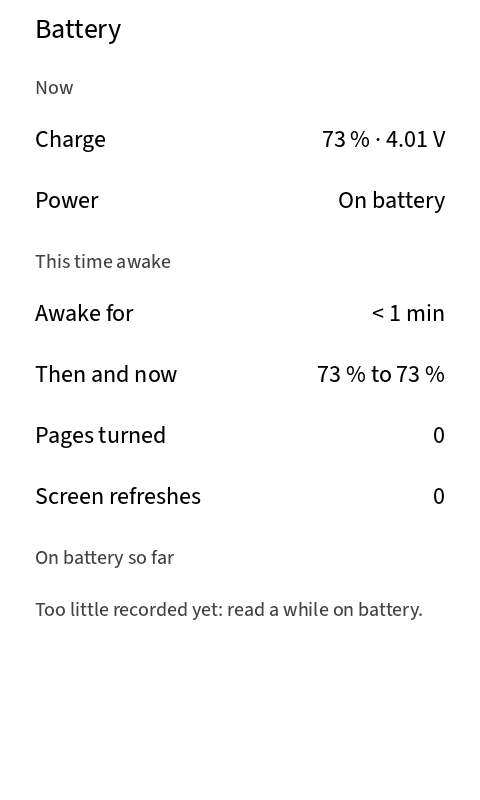 Battery
Now
Charge 73 % · 4.01 V
Power On battery
This time awake
Awake for < 1 min
Then and now 73 % to 73 %
Pages turned 0
Screen refreshes 0
On battery so far
Too little recorded yet: read a while on battery.